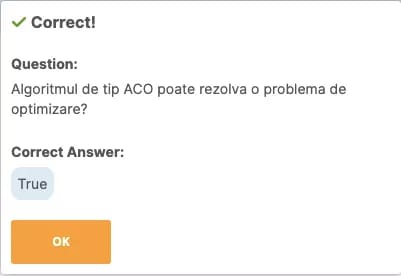 Correct!
Question:
Algoritmul de tip ACO poate rezolva o problema de
optimizare?
Correct Answer:
True
OK